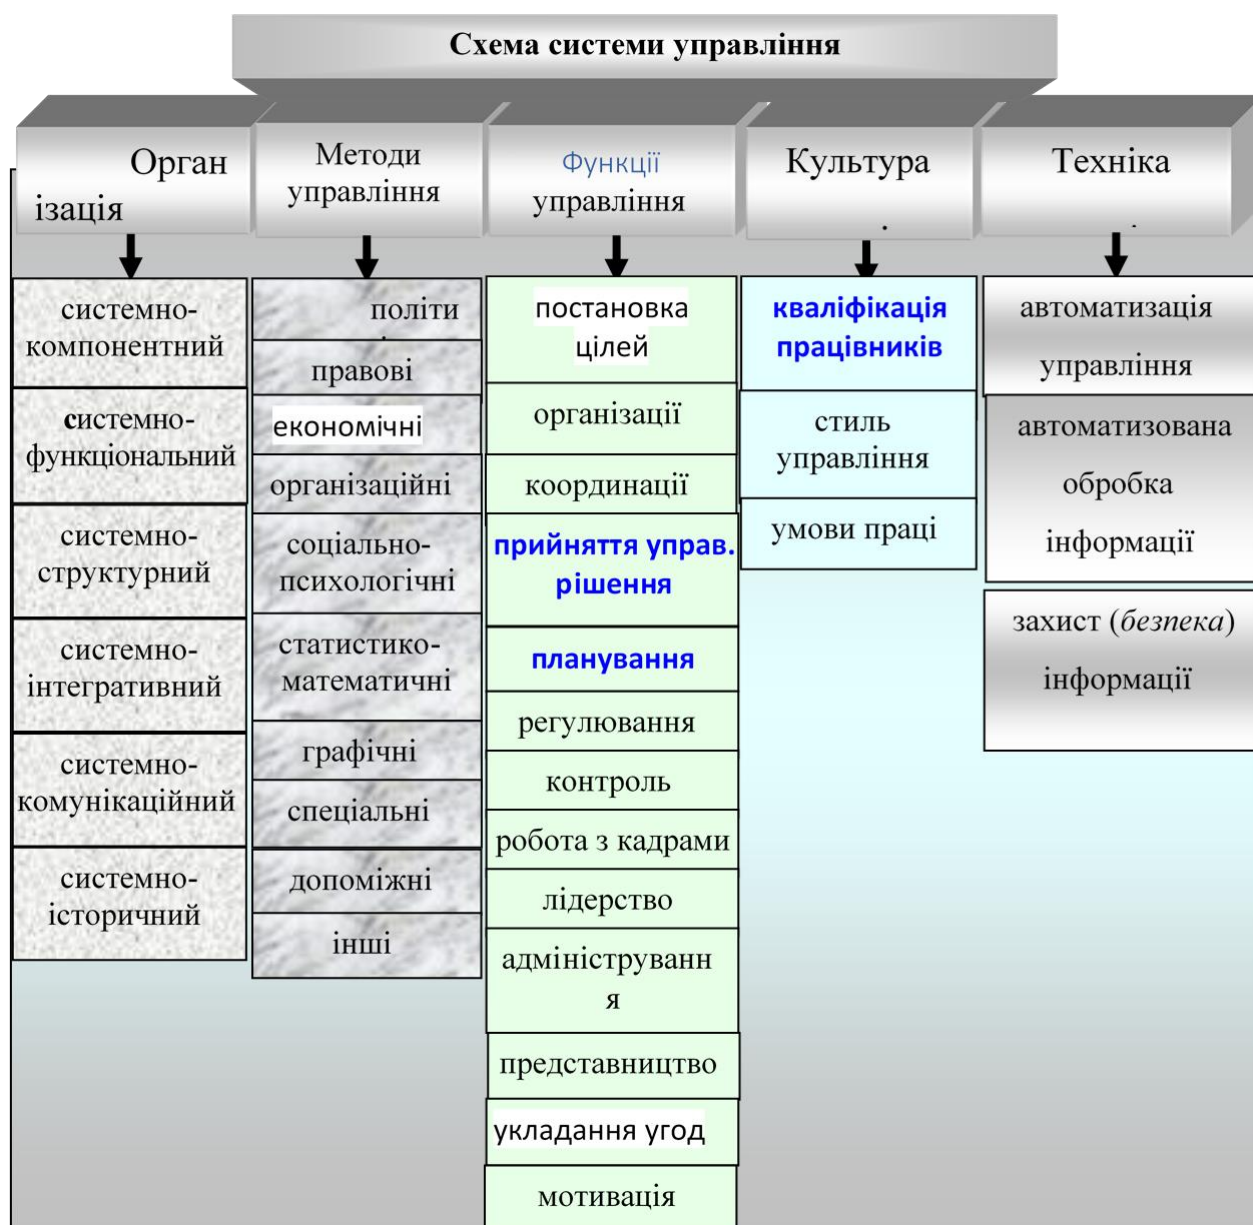 Схема системи управління
Орган
ізація
системно-
компонентний
системно-
функціональний
системно-
структурний
системно-
інтегративний
системно-
комунікаційний
системно-
історичний
Методи
управління
політи
правові
економічні
організаційні
соціально-
психологічні
статистико-
математичні
графічні
спеціальні
допоміжні
інші
Функції
управління
постановка
цілей
організації
координації
прийняття управ.
рішення
планування
регулювання
контроль
робота з кадрами
лідерство
адмініструванн
я
представництво
укладання угод
мотивація
Культура
кваліфікація
працівників
стиль
управління
умови праці
Техніка
автоматизація
управління
автоматизована
обробка
інформації
захист (безпека)
інформації